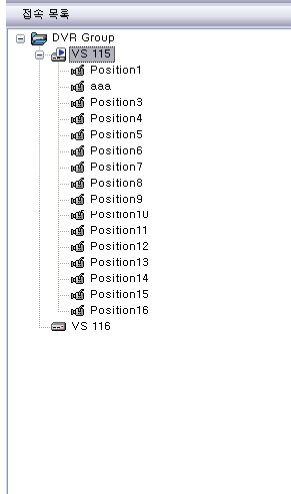 접속 목록
DVR Group
VS 115
Position1
aaa
Position3
Position4
Position5
Position6
Position7
Position8
Position9
Position10
Position11
Position12
Position13
Position14
Position15
Position16
VS 116